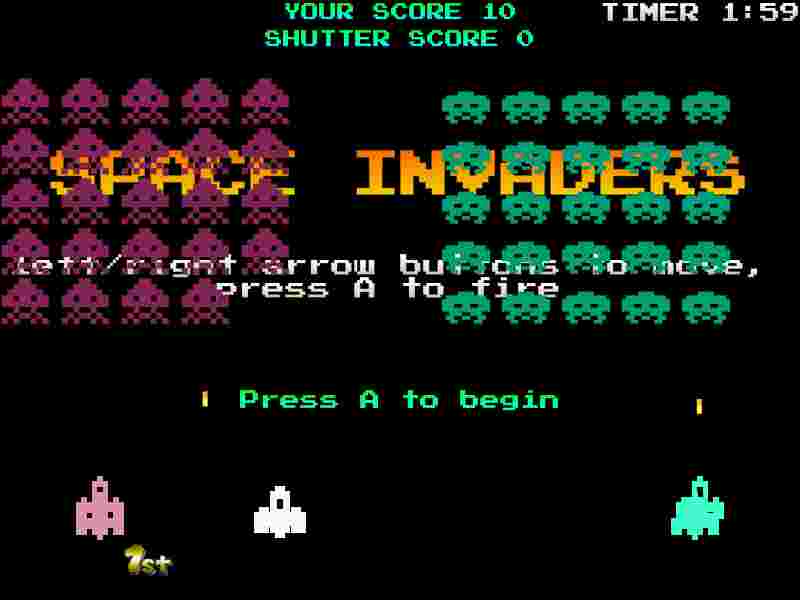 YOUR SCORE 10
TIMER 1:59
SHUTTER SCORE 0
SPACE INVADERS
Left/right arrow buttons to move,
press A to fire
Press A to begin
1st